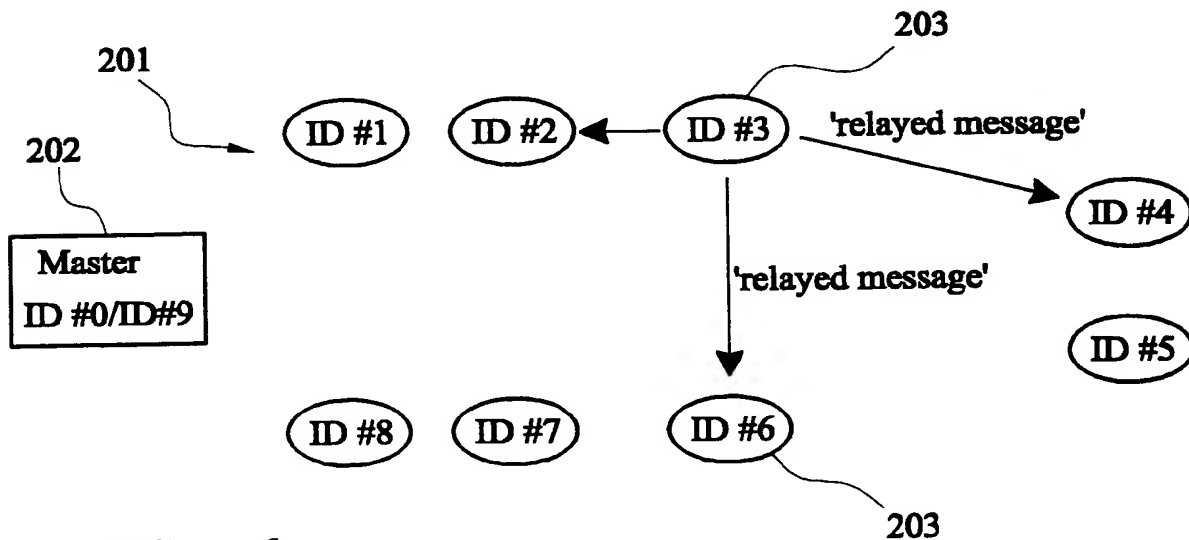 203
201
ID #1
ID #2
ID #3
'relayed message'
202
ID #4
Master
ID #0/ID#9
'relayed message'
ID #5
ID #8
ID #7
ID #6
203